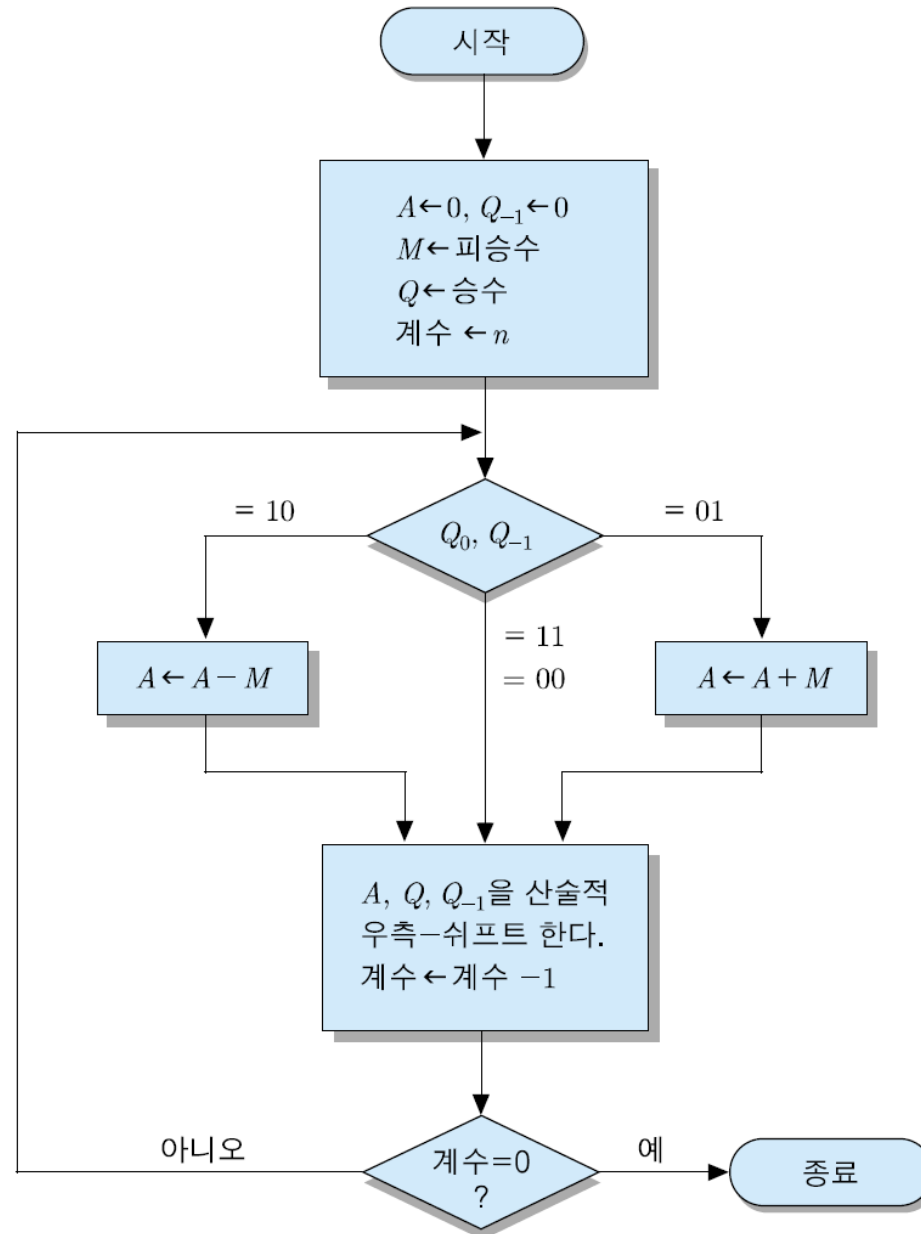 시작
A←0, Q₋₁←0
M←피승수
Q←승수
계수 ←n
= 10
Q₀, Q₋₁
= 01
= 11
= 00
A←A−M
A←A+M
A, Q, Q₋₁을 산술적
우측−쉬프트 한다.
계수←계수 −1
아니오
계수=0
?
예
종료